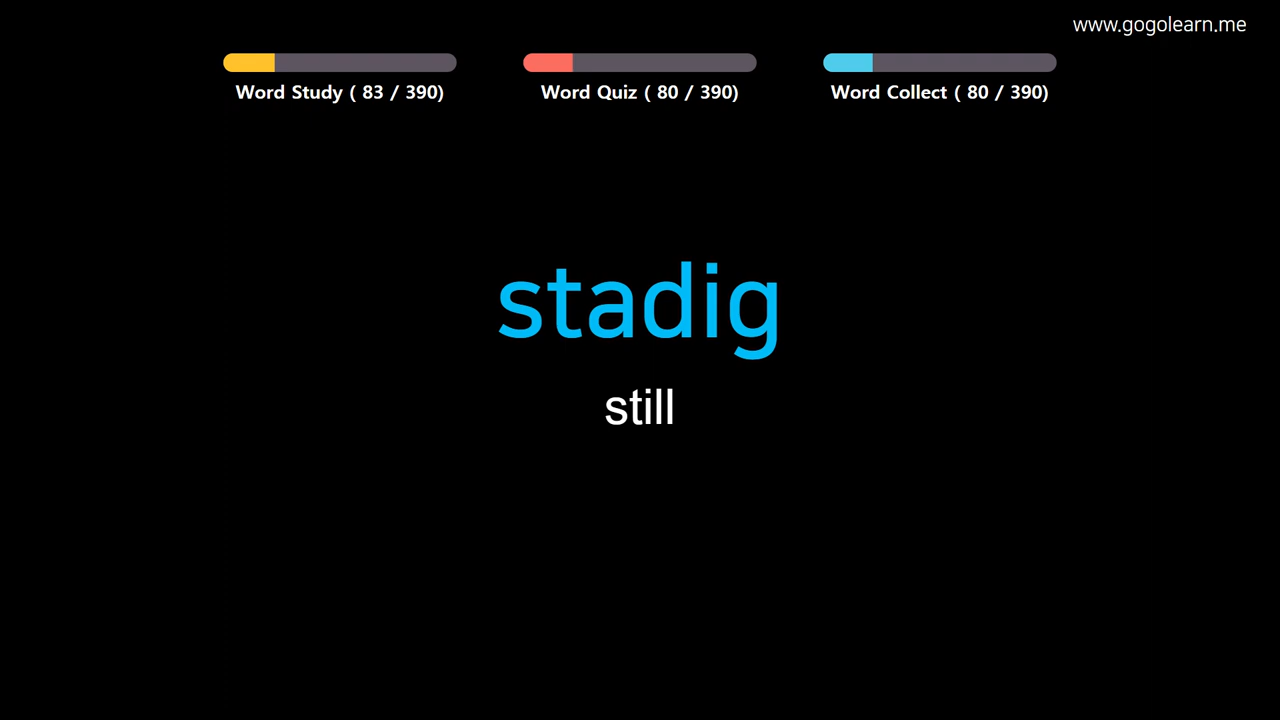 www.gogolearn.me
Word Study ( 83 / 390)
Word Quiz ( 80 / 390)
Word Collect ( 80 / 390)
stadig
still